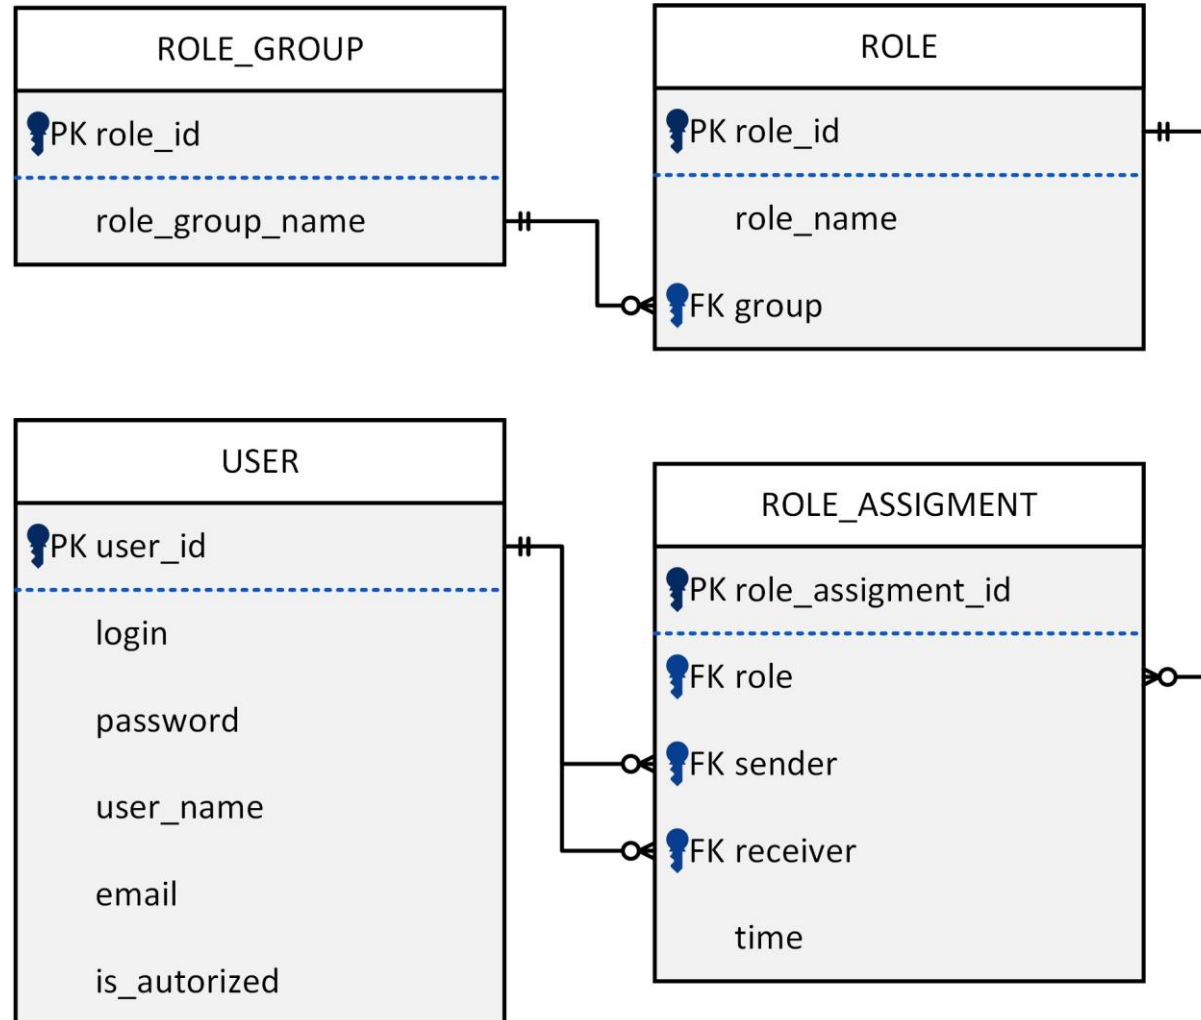 ROLE_GROUP
PK role_id
role_group_name
ROLE
PK role_id
role_name
FK group
USER
PK user_id
login
password
user_name
email
is_autorized
ROLE_ASSIGMENT
PK role_assigment_id
FK role
FK sender
FK receiver
time